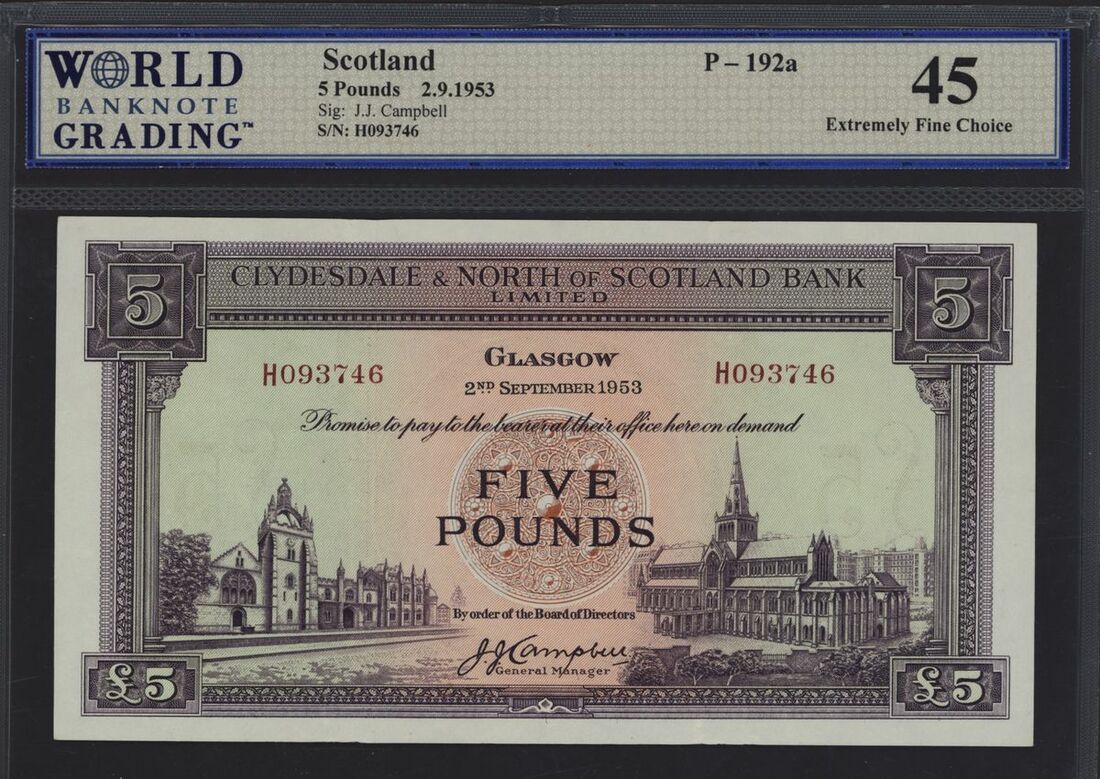 WORLD
BANKNOTE
GRADING™
Scotland
5 Pounds 2.9.1953
Sig: J.J. Campbell
S/N: H093746
P – 192a
45
Extremely Fine Choice
5 5
CLYDESDALE & NORTH OF SCOTLAND BANK
LIMITED
GLASGOW
2ND SEPTEMBER 1953
H093746 H093746
Promise to pay to the bearer at their office here on demand
FIVE
POUNDS
By order of the Board of Directors
J.J. Campbell
General Manager
£5 £5